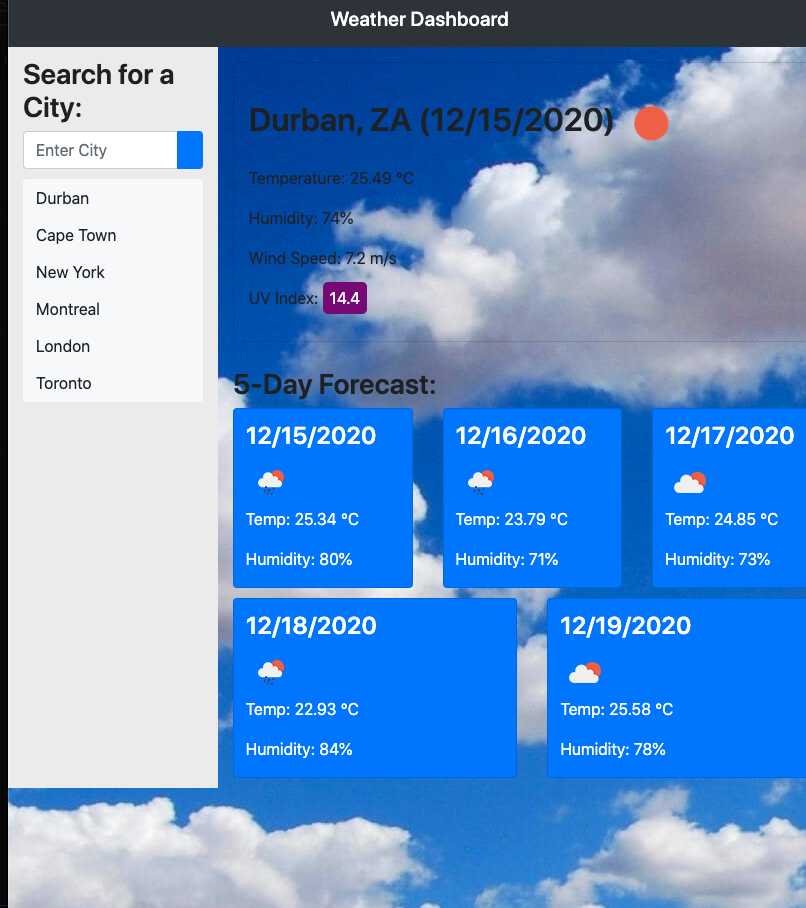 Weather Dashboard
Search for a
City:
Enter City
Durban
Cape Town
New York
Montreal
London
Toronto
Durban, ZA (12/15/2020)
Temperature: 25.49 °C
Humidity: 74%
Wind Speed: 7.2 m/s
UV Index: 14.4
5-Day Forecast:
12/15/2020
Temp: 25.34 °C
Humidity: 80%
12/16/2020
Temp: 23.79 °C
Humidity: 71%
12/17/2020
Temp: 24.85 °C
Humidity: 73%
12/18/2020
Temp: 22.93 °C
Humidity: 84%
12/19/2020
Temp: 25.58 °C
Humidity: 78%